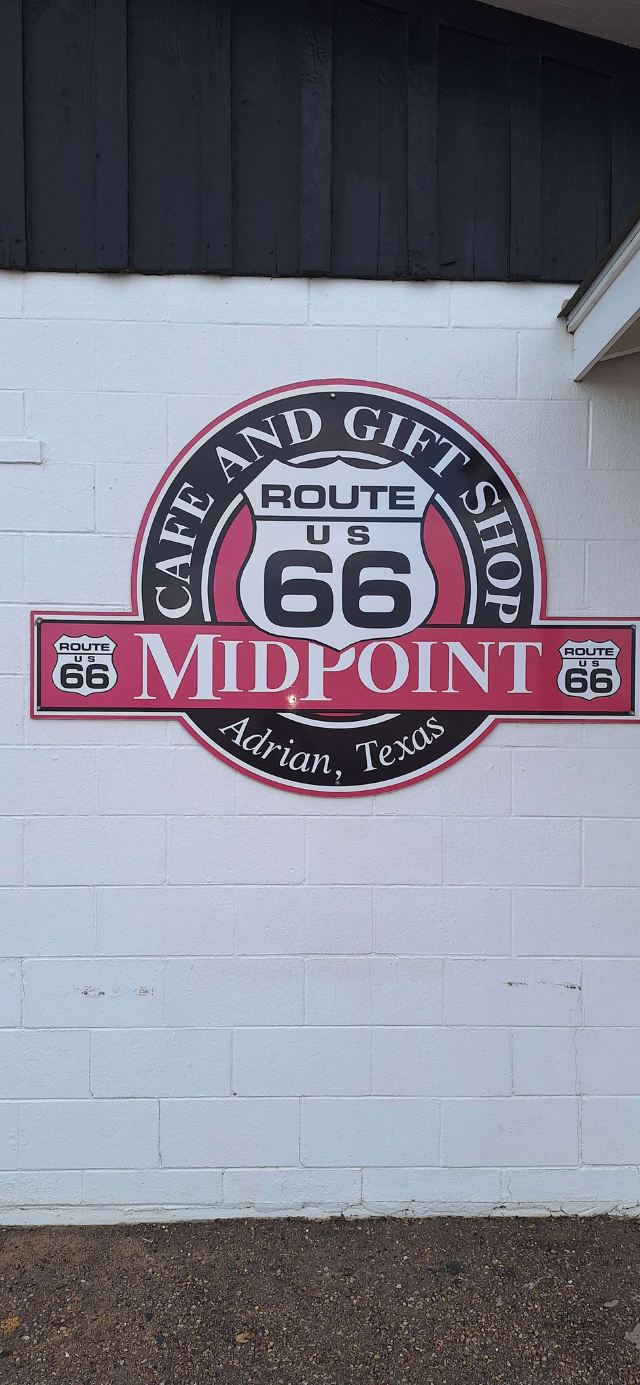 CAFE AND GIFT SHOP
ROUTE
US
66
ROUTE
US
66
MIDPOINT
ROUTE
US
66
Adrian, Texas